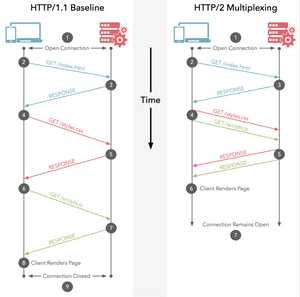 HTTP/1.1 Baseline
1
Open Connection
2
GET /index.html
3
RESPONSE
4
GET /styles.css
5
RESPONSE
6
GET /scripts.js
7
RESPONSE
8
Client Renders Page
Connection Closed
9
Time
HTTP/2 Multiplexing
1
Open Connection
2
GET /index.html
3
RESPONSE
4
GET /styles.css
GET /scripts.js
5
RESPONSE
RESPONSE
6
Client Renders Page
Connection Remains Open
7